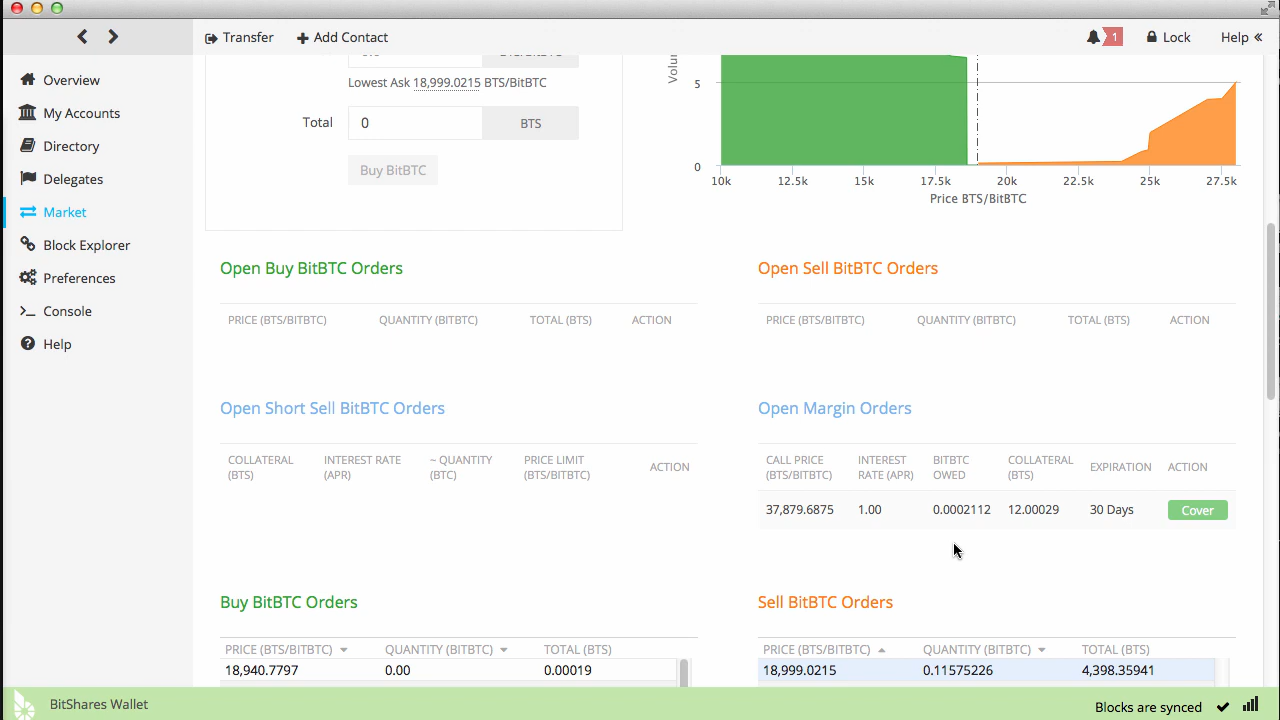 Transfer
Add Contact
1
Lock
Help
Overview
My Accounts
Directory
Delegates
Market
Block Explorer
Preferences
Console
Help
Lowest Ask 18,999.0215 BTS/BitBTC
Total 0 BTS
Buy BitBTC
5
0
10k 12.5k 15k 17.5k 20k 22.5k 25k 27.5k
Price BTS/BitBTC
Open Buy BitBTC Orders
PRICE (BTS/BITBTC) QUANTITY (BITBTC) TOTAL (BTS) ACTION
Open Sell BitBTC Orders
PRICE (BTS/BITBTC) QUANTITY (BITBTC) TOTAL (BTS) ACTION
Open Short Sell BitBTC Orders
COLLATERAL (BTS) INTEREST RATE (APR) ~ QUANTITY (BTC) PRICE LIMIT (BTS/BITBTC) ACTION
Open Margin Orders
CALL PRICE (BTS/BITBTC) INTEREST RATE (APR) BITBTC OWED COLLATERAL (BTS) EXPIRATION ACTION
37,879.6875 1.00 0.0002112 12.00029 30 Days Cover
Buy BitBTC Orders
PRICE (BTS/BITBTC) QUANTITY (BITBTC) TOTAL (BTS)
18,940.7797 0.00 0.00019
Sell BitBTC Orders
PRICE (BTS/BITBTC) QUANTITY (BITBTC) TOTAL (BTS)
18,999.0215 0.11575226 4,398.35941
BitShares Wallet
Blocks are synced